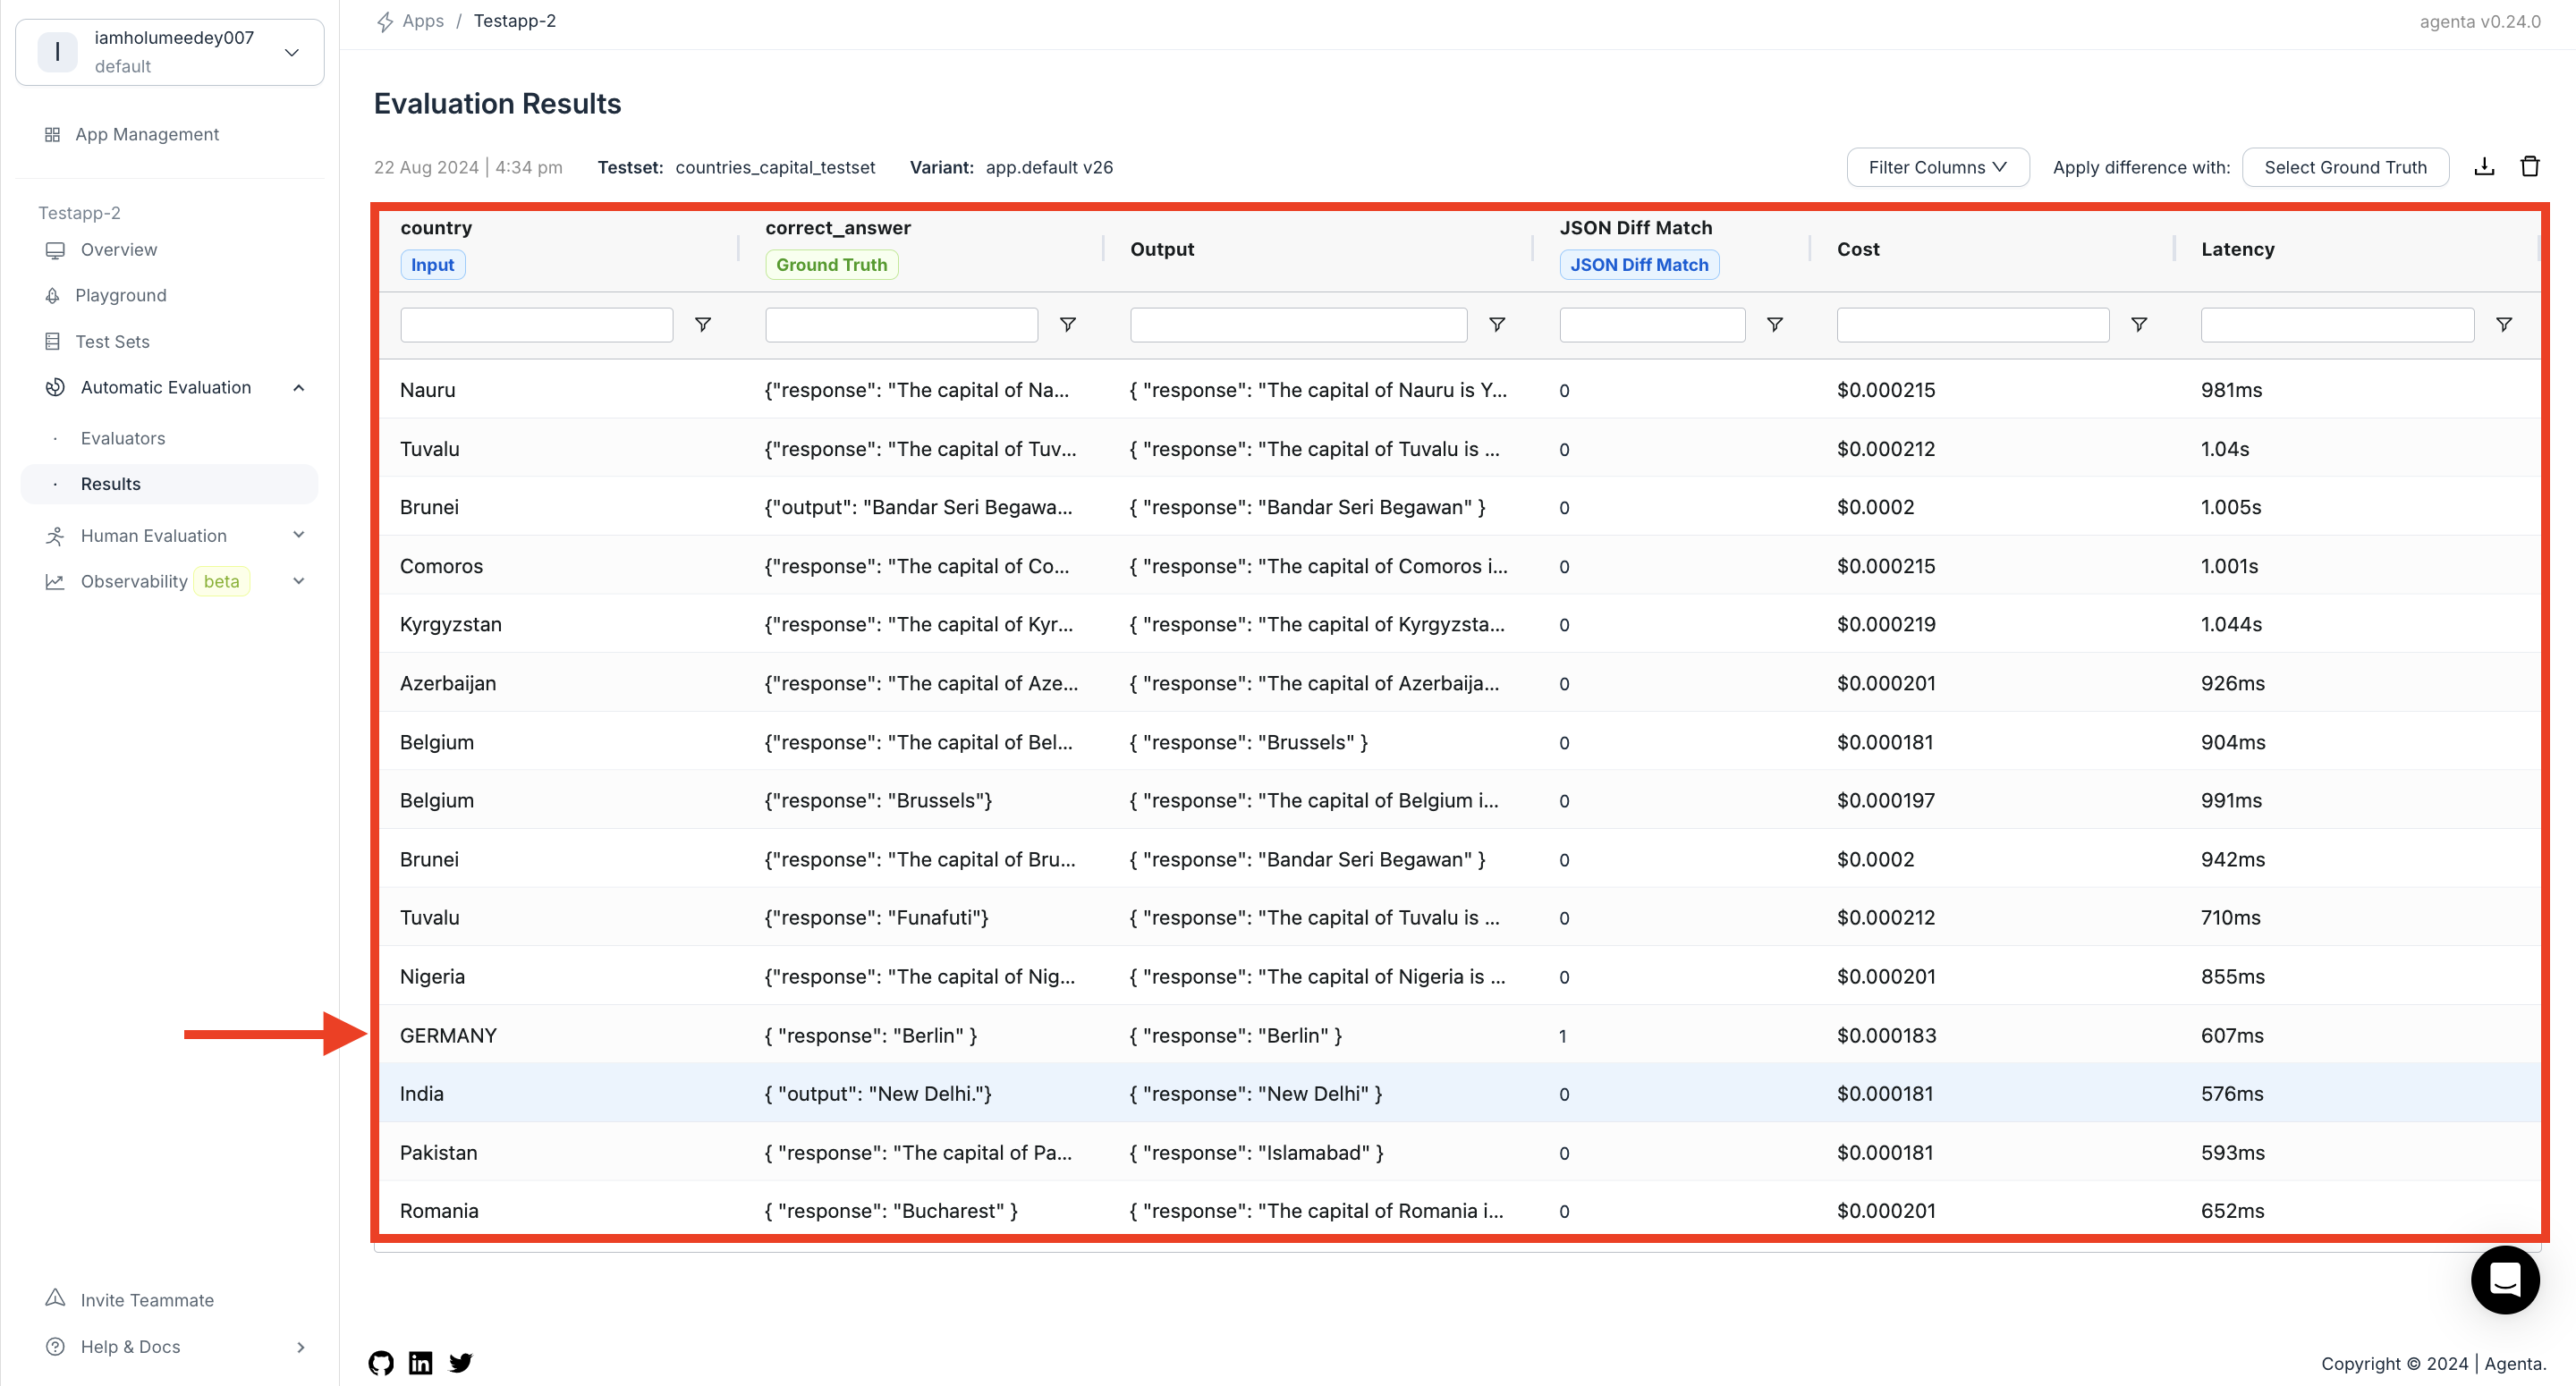 I
iamholumeedey007
default
App Management
Testapp-2
Overview
Playground
Test Sets
Automatic Evaluation
· Evaluators
· Results
Human Evaluation
Observability beta
Invite Teammate
Help & Docs
Apps / Testapp-2
agenta v0.24.0
Evaluation Results
22 Aug 2024 | 4:34 pm Testset: countries_capital_testset Variant: app.default v26 Filter Columns Apply difference with: Select Ground Truth
country correct_answer Output JSON Diff Match Cost Latency
Input Ground Truth JSON Diff Match
Nauru {"response": "The capital of Na... { "response": "The capital of Nauru is Y... 0 $0.000215 981ms
Tuvalu {"response": "The capital of Tuv... { "response": "The capital of Tuvalu is ... 0 $0.000212 1.04s
Brunei {"output": "Bandar Seri Begawa... { "response": "Bandar Seri Begawan" } 0 $0.0002 1.005s
Comoros {"response": "The capital of Co... { "response": "The capital of Comoros i... 0 $0.000215 1.001s
Kyrgyzstan {"response": "The capital of Kyr... { "response": "The capital of Kyrgyzsta... 0 $0.000219 1.044s
Azerbaijan {"response": "The capital of Aze... { "response": "The capital of Azerbaija... 0 $0.000201 926ms
Belgium {"response": "The capital of Bel... { "response": "Brussels" } 0 $0.000181 904ms
Belgium {"response": "Brussels"} { "response": "The capital of Belgium i... 0 $0.000197 991ms
Brunei {"response": "The capital of Bru... { "response": "Bandar Seri Begawan" } 0 $0.0002 942ms
Tuvalu {"response": "Funafuti"} { "response": "The capital of Tuvalu is ... 0 $0.000212 710ms
Nigeria {"response": "The capital of Nig... { "response": "The capital of Nigeria is ... 0 $0.000201 855ms
GERMANY { "response": "Berlin" } { "response": "Berlin" } 1 $0.000183 607ms
India { "output": "New Delhi."} { "response": "New Delhi" } 0 $0.000181 576ms
Pakistan { "response": "The capital of Pa... { "response": "Islamabad" } 0 $0.000181 593ms
Romania { "response": "Bucharest" } { "response": "The capital of Romania i... 0 $0.000201 652ms
in
Copyright © 2024 | Agenta.